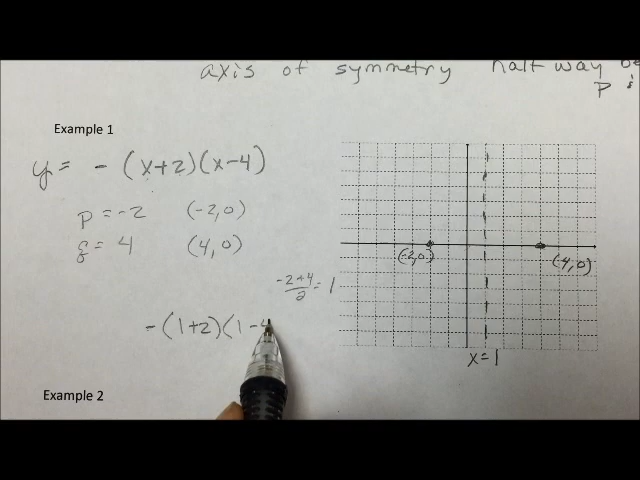 axis of symmetry half way be
p &
Example 1
y = - (x+2)(x-4)
p = -2 (-2,0)
q = 4 (4,0)
(-2,0)
(4,0)
-2+4/2 = 1
-(1+2)(1-4
x=1
Example 2